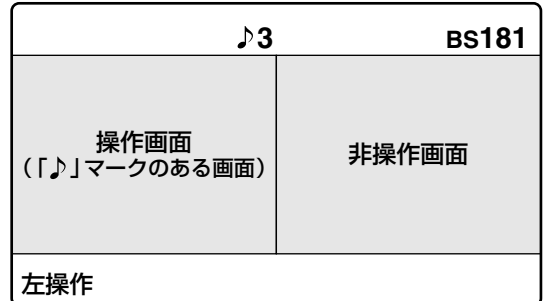 ♪3 BS181
操作画面
(「♪」マークのある画面)
非操作画面
左操作